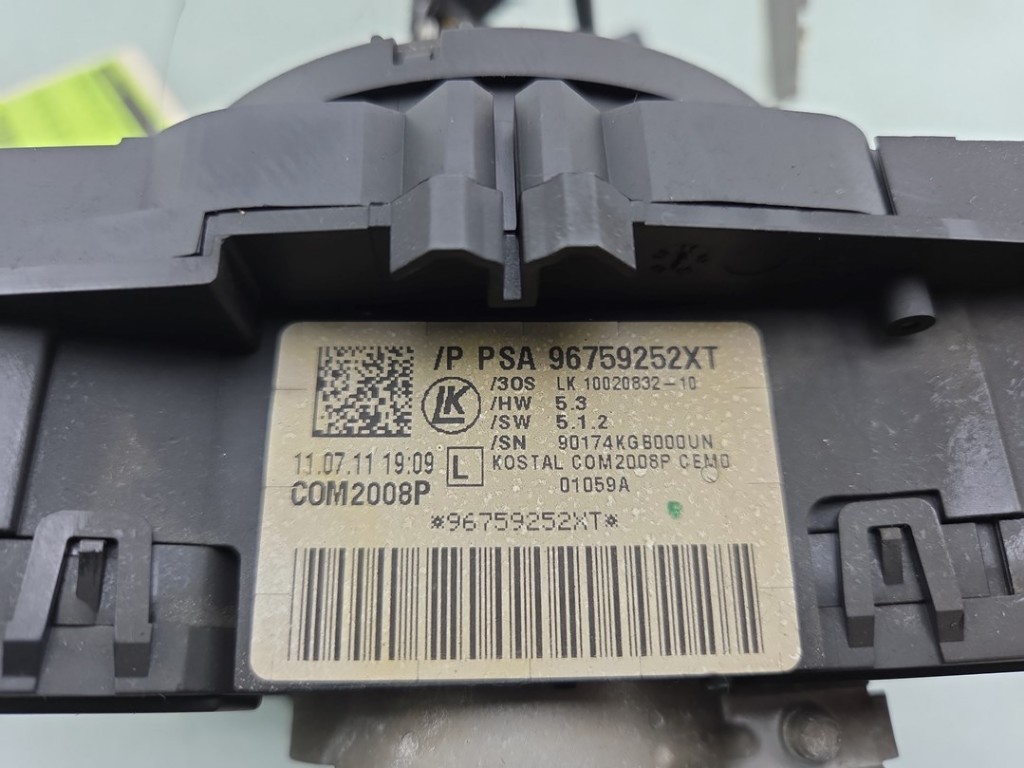 /P PSA 96759252XT
/3OS LK 10020832-10
LK
/HW 5.3
/SW 5.1.2
/SN 90174KGB000UN
11.07.11 19:09
L
KOSTAL COM2008P CEMO
COM2008P
01059A
*96759252XT*